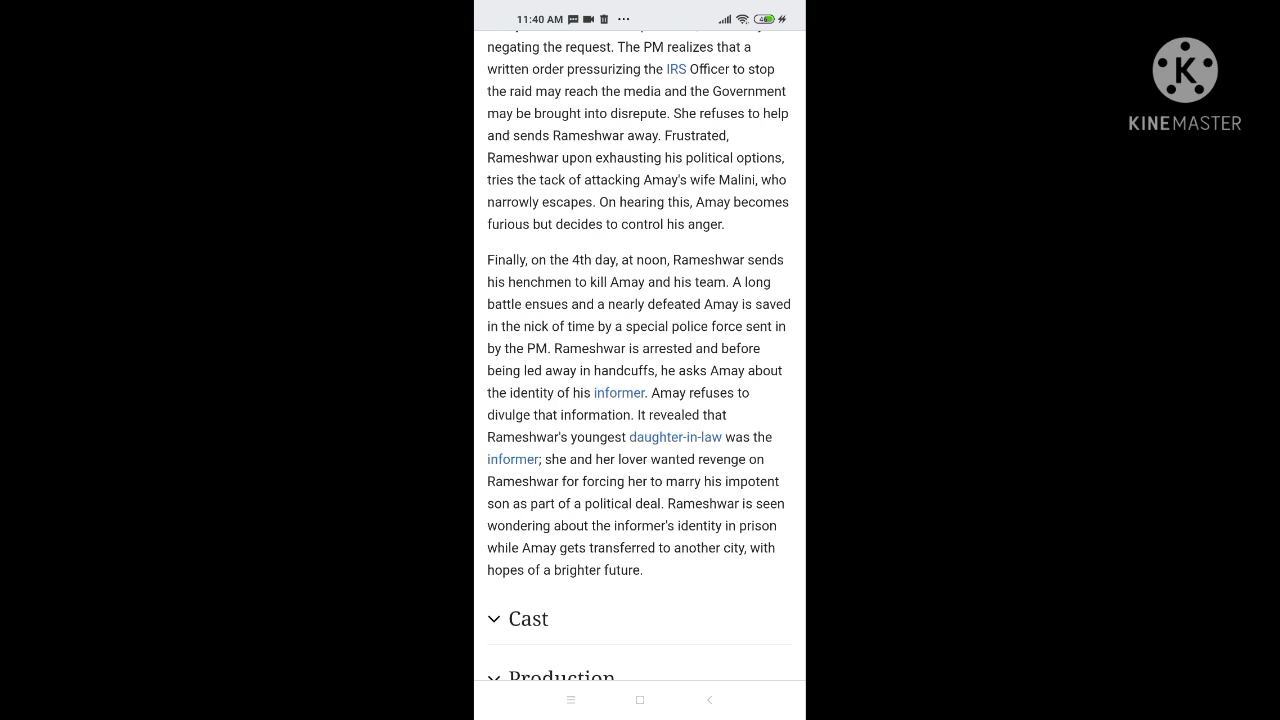 11:40 AM
46
KINEMASTER
negating the request. The PM realizes that a
written order pressurizing the IRS Officer to stop
the raid may reach the media and the Government
may be brought into disrepute. She refuses to help
and sends Rameshwar away. Frustrated,
Rameshwar upon exhausting his political options,
tries the tack of attacking Amay's wife Malini, who
narrowly escapes. On hearing this, Amay becomes
furious but decides to control his anger.
Finally, on the 4th day, at noon, Rameshwar sends
his henchmen to kill Amay and his team. A long
battle ensues and a nearly defeated Amay is saved
in the nick of time by a special police force sent in
by the PM. Rameshwar is arrested and before
being led away in handcuffs, he asks Amay about
the identity of his informer. Amay refuses to
divulge that information. It revealed that
Rameshwar's youngest daughter-in-law was the
informer; she and her lover wanted revenge on
Rameshwar for forcing her to marry his impotent
son as part of a political deal. Rameshwar is seen
wondering about the informer's identity in prison
while Amay gets transferred to another city, with
hopes of a brighter future.
Cast
Production